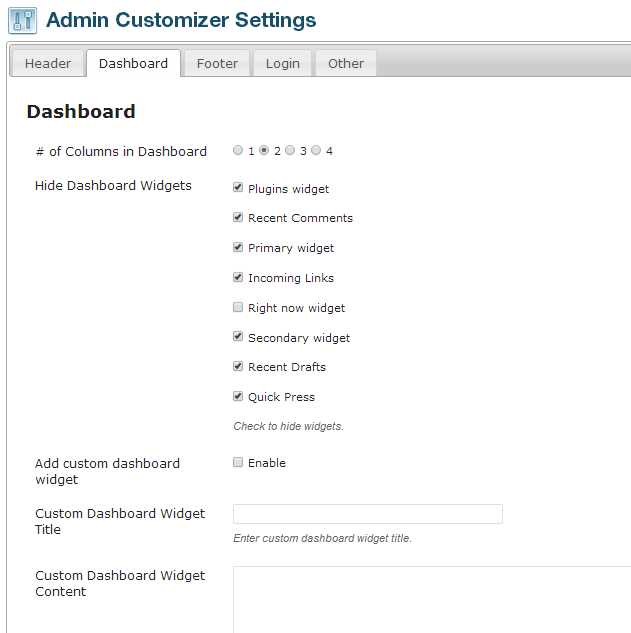 Admin Customizer Settings
Header Dashboard Footer Login Other
Dashboard
# of Columns in Dashboard 1 2 3 4
Hide Dashboard Widgets
Plugins widget
Recent Comments
Primary widget
Incoming Links
Right now widget
Secondary widget
Recent Drafts
Quick Press
Check to hide widgets.
Add custom dashboard
widget
Enable
Custom Dashboard Widget
Title
Enter custom dashboard widget title.
Custom Dashboard Widget
Content